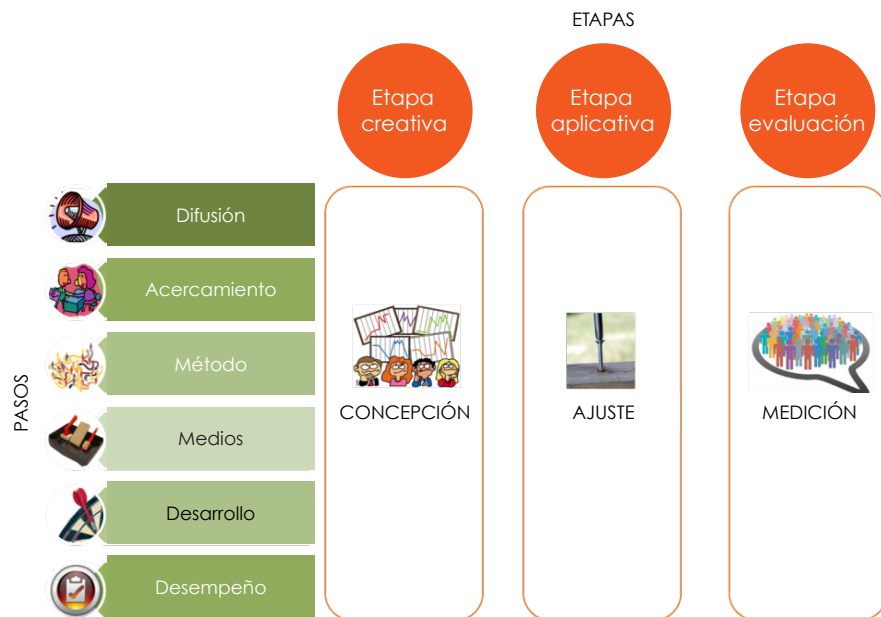 ETAPAS
Etapa
creativa
Etapa
aplicativa
Etapa
evaluación
PASOS
Difusión
Acercamiento
Método
Medios
Desarrollo
Desempeño
CONCEPCIÓN
AJUSTE
MEDICIÓN